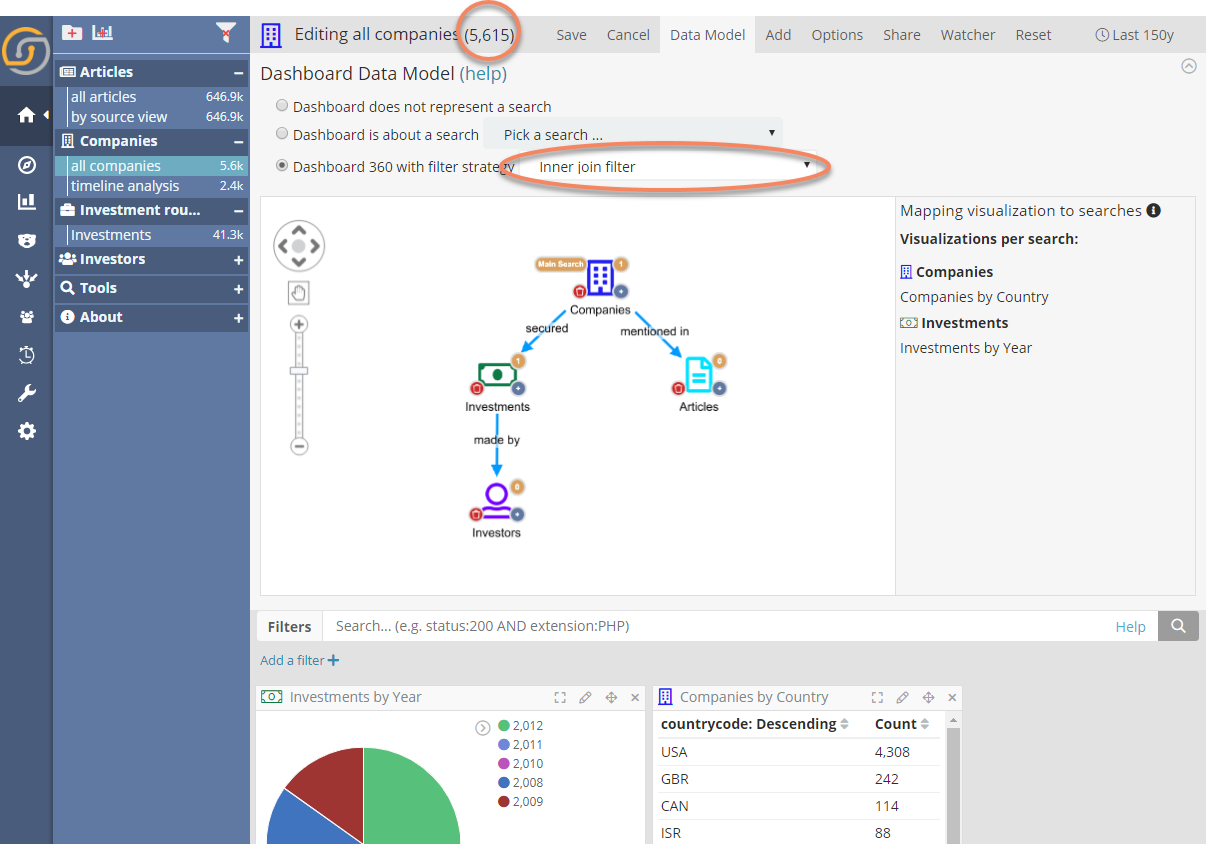 Editing all companies (5,615)
Save Cancel Data Model Add Options Share Watcher Reset Last 150y
Articles
all articles 646.9k
by source view 646.9k
Companies
all companies 5.6k
timeline analysis 2.4k
Investment rou...
Investments 41.3k
Investors
Tools
About
Dashboard Data Model (help)
Dashboard does not represent a search
Dashboard is about a search Pick a search ...
Dashboard 360 with filter strategy Inner join filter
Main Search 1
Companies
secured mentioned in
1 0
Investments Articles
made by
0
Investors
Mapping visualization to searches
Visualizations per search:
Companies
Companies by Country
Investments
Investments by Year
Filters Search... (e.g. status:200 AND extension:PHP) Help
Add a filter
Investments by Year
2,012
2,011
2,010
2,008
2,009
Companies by Country
countrycode: Descending Count
USA 4,308
GBR 242
CAN 114
ISR 88